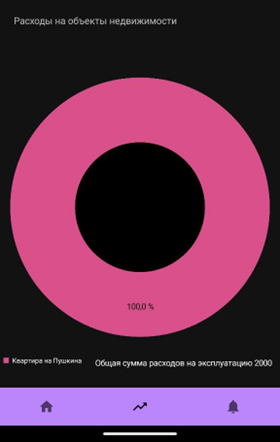 Расходы на объекты недвижимости
100,0 %
Квартира на Пушкина
Общая сумма расходов на эксплуатацию 2000